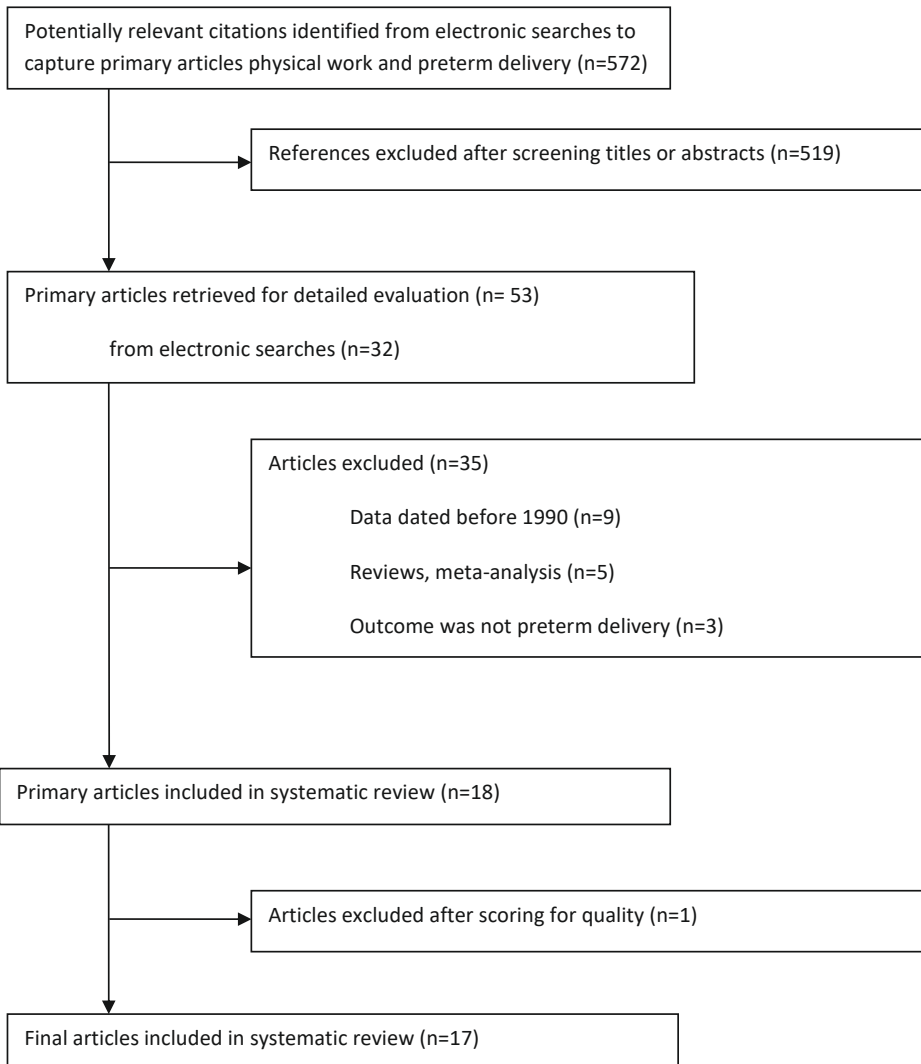 Potentially relevant citations identified from electronic searches to
capture primary articles physical work and preterm delivery (n=572)
References excluded after screening titles or abstracts (n=519)
Primary articles retrieved for detailed evaluation (n= 53)
from electronic searches (n=32)
Articles excluded (n=35)
Data dated before 1990 (n=9)
Reviews, meta-analysis (n=5)
Outcome was not preterm delivery (n=3)
Primary articles included in systematic review (n=18)
Articles excluded after scoring for quality (n=1)
Final articles included in systematic review (n=17)